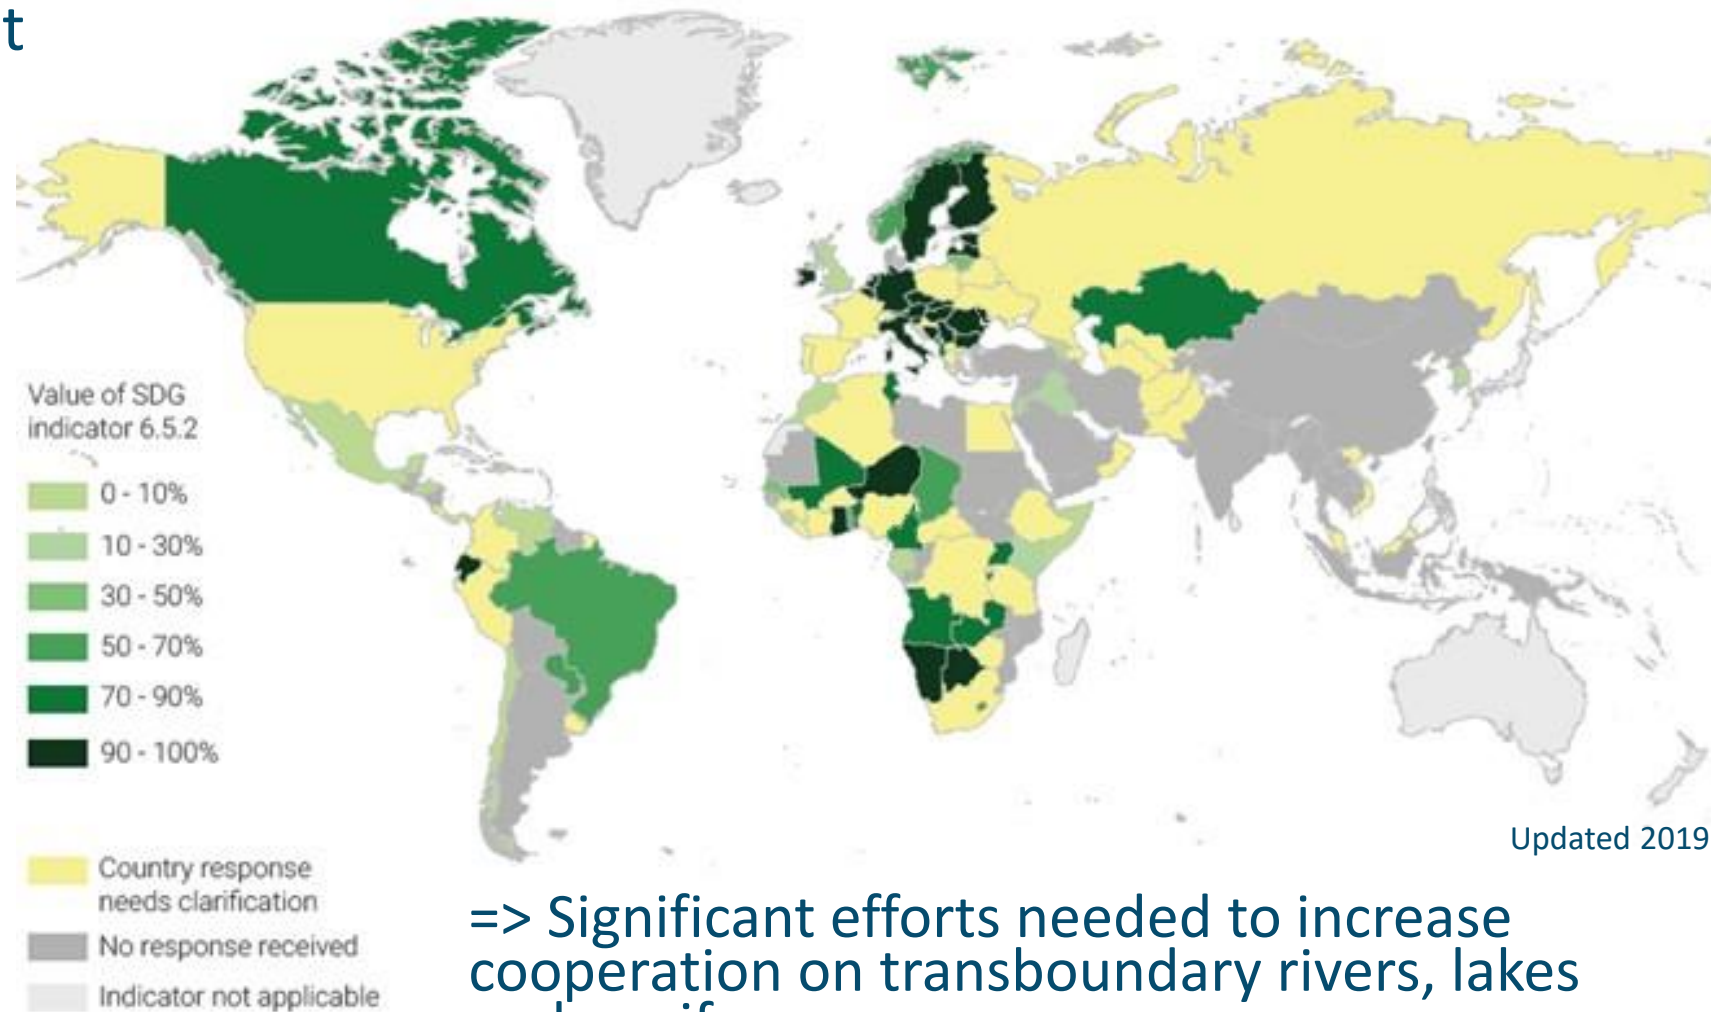 t
Value of SDG
indicator 6.5.2
0 - 10%
10 - 30%
30 - 50%
50 - 70%
70 - 90%
90 - 100%
Country response
needs clarification
No response received
Indicator not applicable
Updated 2019
=> Significant efforts needed to increase
cooperation on transboundary rivers, lakes